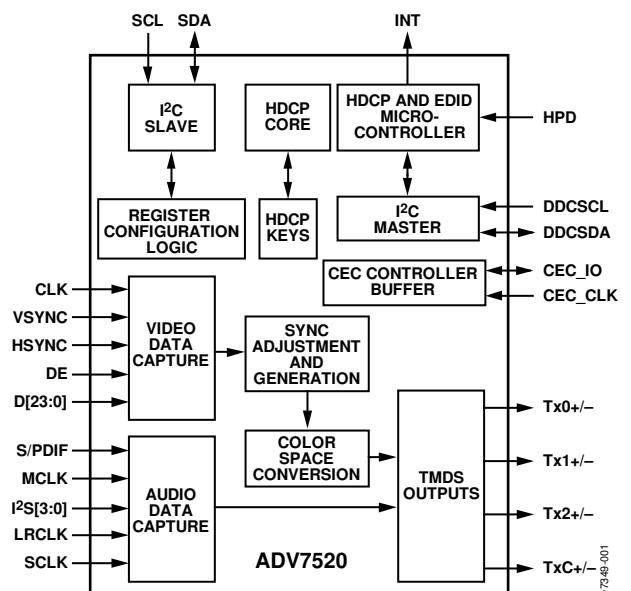 SCL SDA INT
I²C
SLAVE
HDCP
CORE
HDCP AND EDID
MICRO-
CONTROLLER
HPD
REGISTER
CONFIGURATION
LOGIC
HDCP
KEYS
I²C
MASTER
DDCSCL
DDCSDA
CEC CONTROLLER
BUFFER
CEC_IO
CEC_CLK
CLK
VSYNC
HSYNC
DE
D[23:0]
VIDEO
DATA
CAPTURE
SYNC
ADJUSTMENT
AND
GENERATION
COLOR
SPACE
CONVERSION
TMDS
OUTPUTS
Tx0+/–
Tx1+/–
Tx2+/–
TxC+/–
S/PDIF
MCLK
I²S[3:0]
LRCLK
SCLK
AUDIO
DATA
CAPTURE
ADV7520
07349-001